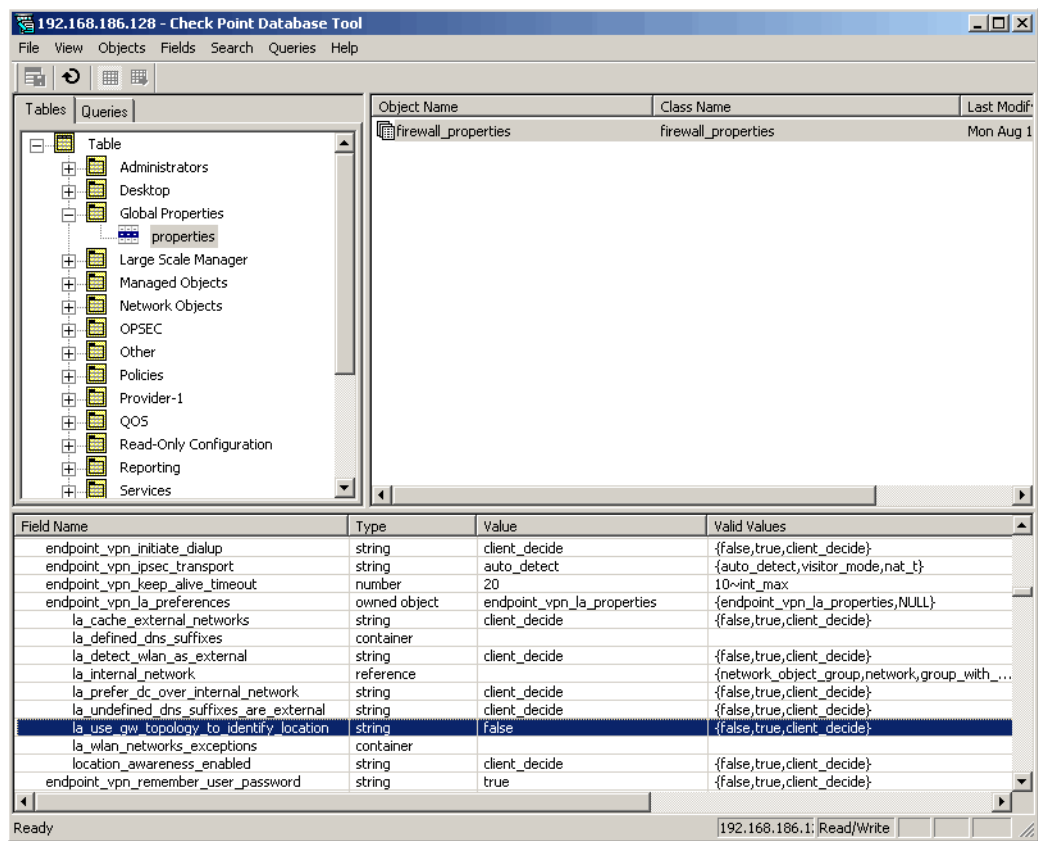 192.168.186.128 - Check Point Database Tool
File View Objects Fields Search Queries Help
Tables Queries
Table
Administrators
Desktop
Global Properties
properties
Large Scale Manager
Managed Objects
Network Objects
OPSEC
Other
Policies
Provider-1
QOS
Read-Only Configuration
Reporting
Services
Object Name Class Name Last Modif
firewall_properties firewall_properties Mon Aug 1
Field Name Type Value Valid Values
endpoint_vpn_initiate_dialup string client_decide {false,true,client_decide}
endpoint_vpn_ipsec_transport string auto_detect {auto_detect,visitor_mode,nat_t}
endpoint_vpn_keep_alive_timeout number 20 10~int_max
endpoint_vpn_la_preferences owned object endpoint_vpn_la_properties {endpoint_vpn_la_properties,NULL}
la_cache_external_networks string client_decide {false,true,client_decide}
la_defined_dns_suffixes container
la_detect_wlan_as_external string client_decide {false,true,client_decide}
la_internal_network reference {network_object_group,network,group_with_...
la_prefer_dc_over_internal_network string client_decide {false,true,client_decide}
la_undefined_dns_suffixes_are_external string client_decide {false,true,client_decide}
la_use_gw_topology_to_identify_location string false {false,true,client_decide}
la_wlan_networks_exceptions container
location_awareness_enabled string client_decide {false,true,client_decide}
endpoint_vpn_remember_user_password string true {false,true,client_decide}
Ready 192.168.186.1 Read/Write